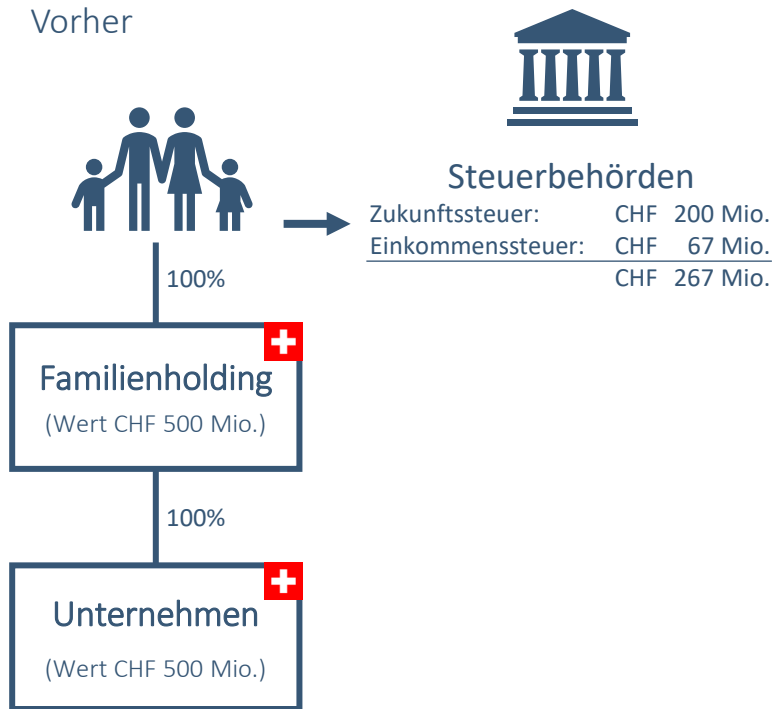 Vorher
Steuerbehörden
Zukunftssteuer: CHF 200 Mio.
Einkommenssteuer: CHF 67 Mio.
CHF 267 Mio.
100%
Familienholding
(Wert CHF 500 Mio.)
100%
Unternehmen
(Wert CHF 500 Mio.)